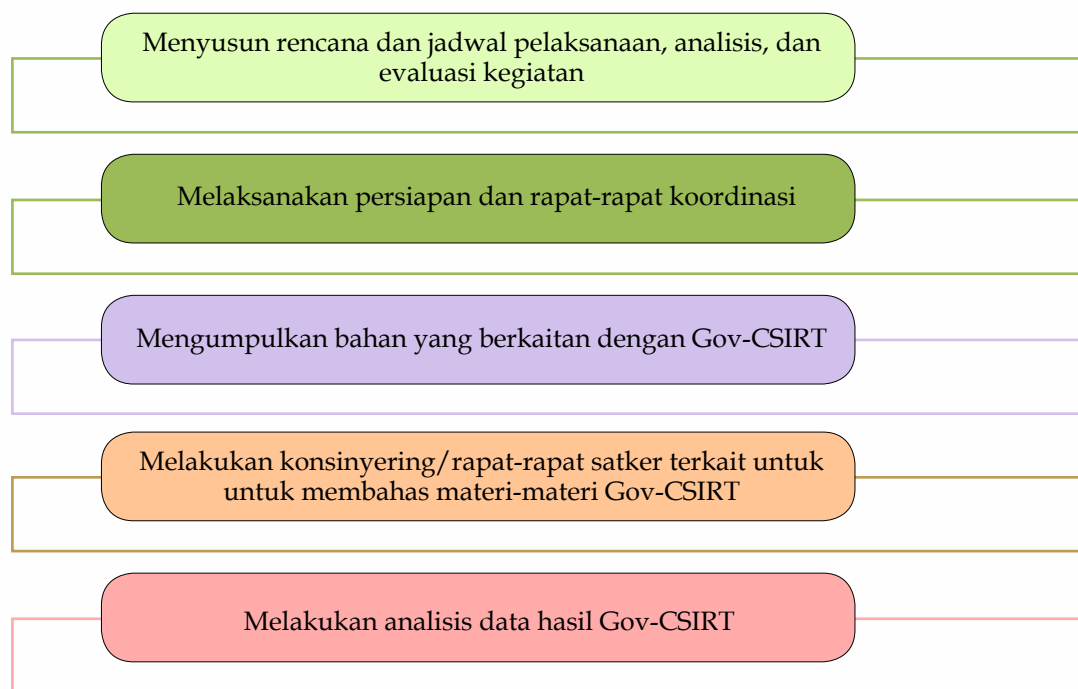 Menyusun rencana dan jadwal pelaksanaan, analisis, dan
evaluasi kegiatan
Melaksanakan persiapan dan rapat-rapat koordinasi
Mengumpulkan bahan yang berkaitan dengan Gov-CSIRT
Melakukan konsinyering/rapat-rapat satker terkait untuk
untuk membahas materi-materi Gov-CSIRT
Melakukan analisis data hasil Gov-CSIRT